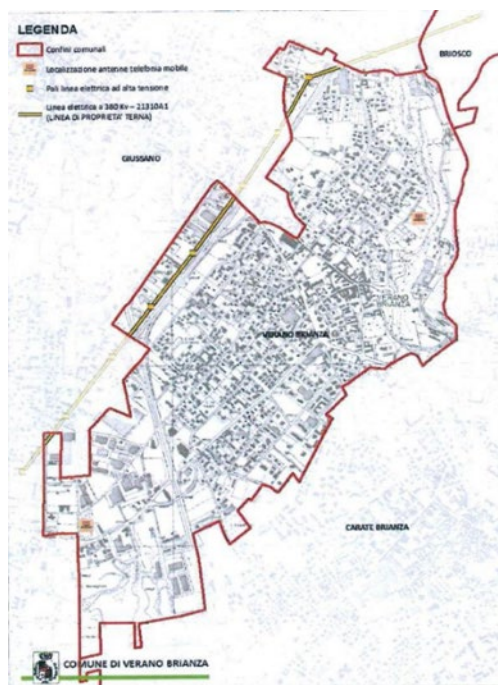 LEGENDA
Confini comunali
Localizzazione antenne telefonia mobile
Pali linea elettrica ad alta tensione
Linea elettrica a 380 Kv – 21310A1
(LINEA DI PROPRIETA' TERNA)
BRIOSCO
GIUSSANO
VERANO BRIANZA
CARATE BRIANZA
COMUNE DI VERANO BRIANZA